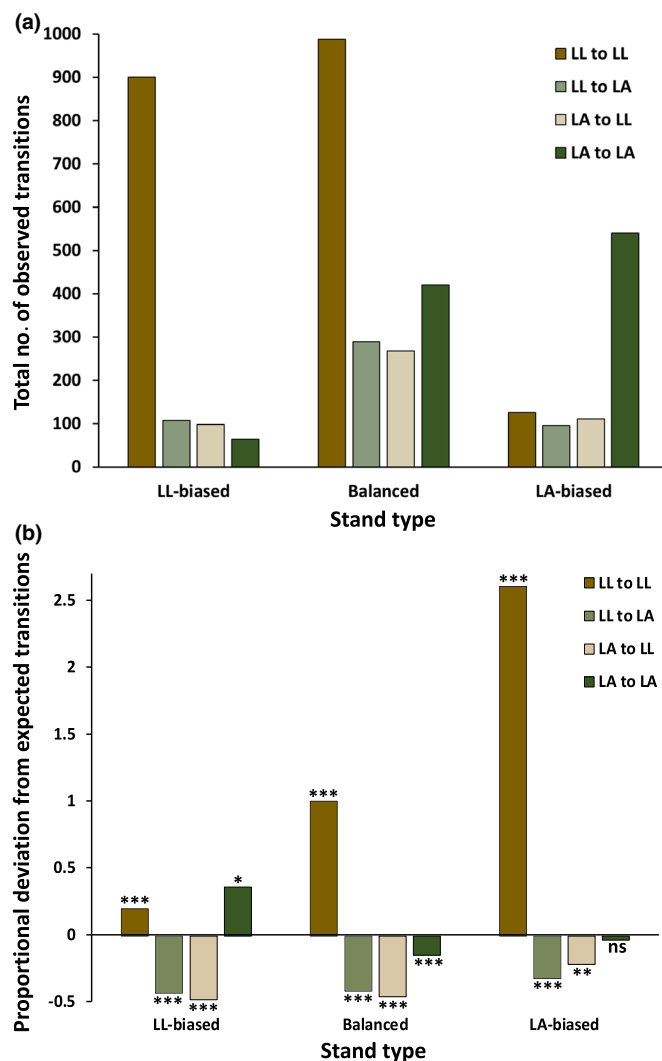 (a)
Total no. of observed transitions
1000
900
800
700
600
500
400
300
200
100
0
LL to LL
LL to LA
LA to LL
LA to LA
LL-biased Balanced LA-biased
Stand type
(b)
Proportional deviation from expected transitions
2.5
2
1.5
1
0.5
0
-0.5
LL to LL
LL to LA
LA to LL
LA to LA
***
***
***
*
***
***
***
***
***
***
**
ns
LL-biased Balanced LA-biased
Stand type